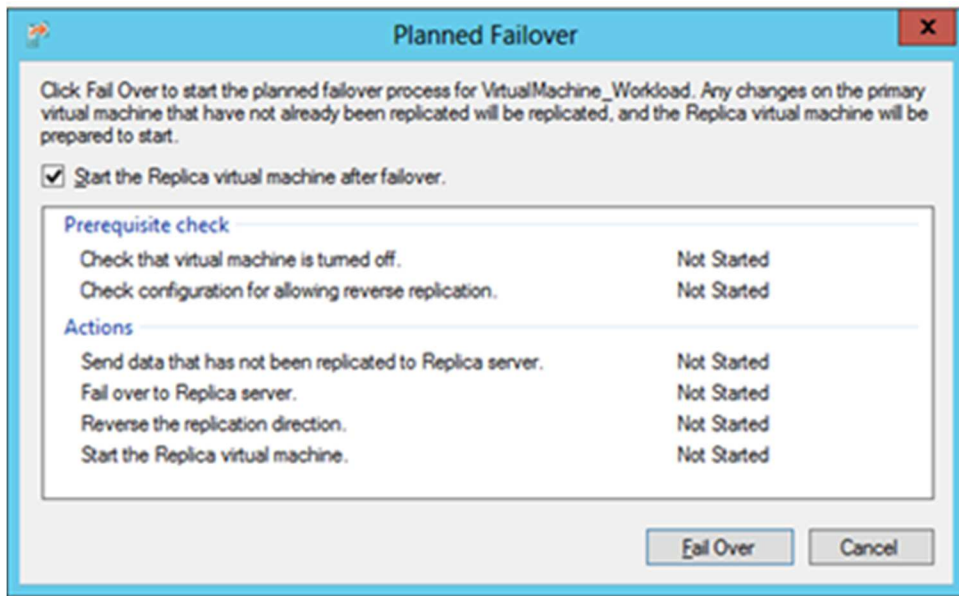 Planned Failover
x
Click Fail Over to start the planned failover process for VirtualMachine_Workload. Any changes on the primary
virtual machine that have not already been replicated will be replicated, and the Replica virtual machine will be
prepared to start.
Start the Replica virtual machine after failover.
Prerequisite check
Check that virtual machine is turned off. Not Started
Check configuration for allowing reverse replication. Not Started
Actions
Send data that has not been replicated to Replica server. Not Started
Fail over to Replica server. Not Started
Reverse the replication direction. Not Started
Start the Replica virtual machine. Not Started
Fail Over Cancel